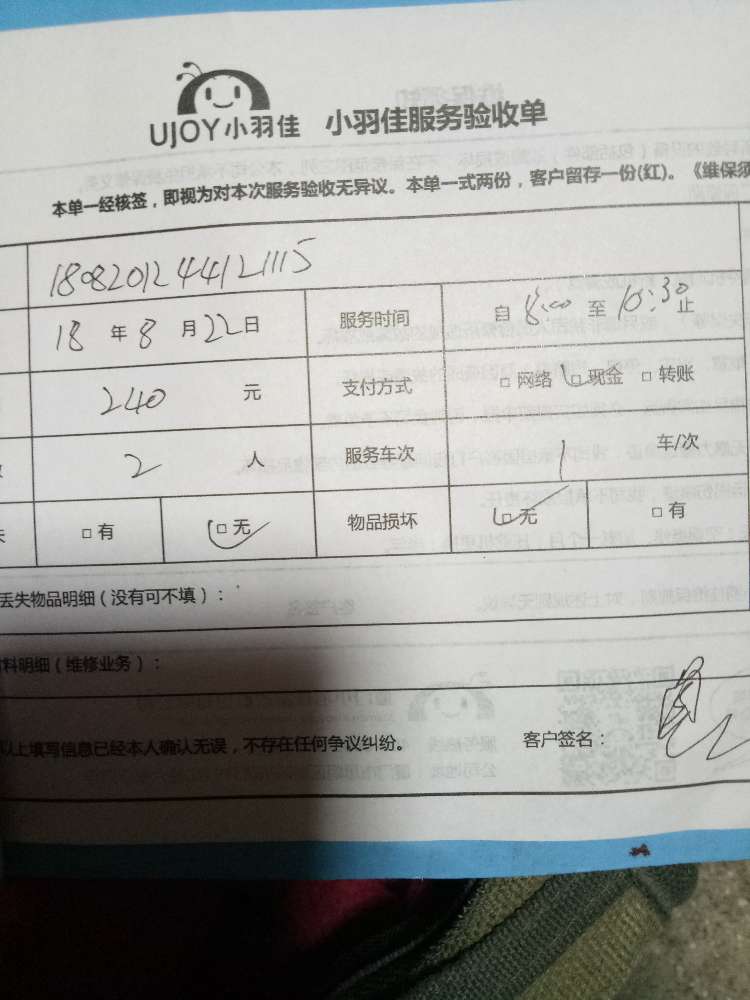 UJOY小羽佳 小羽佳服务验收单
本单一经核签，即视为对本次服务验收无异议。本单一式两份，客户留存一份(红)。《维保须
1808201244121115
18 年 8 月 22 日 服务时间 自 8:00 至 10:30 止
240 元 支付方式 □ 网络 □ 现金 □ 转账
2 人 服务车次 1 车/次
□ 有 □ 无 物品损坏 □ 无 □ 有
丢失物品明细（没有可不填）：
料明细（维修业务）：
以上填写信息已经本人确认无误，不存在任何争议纠纷。 客户签名：